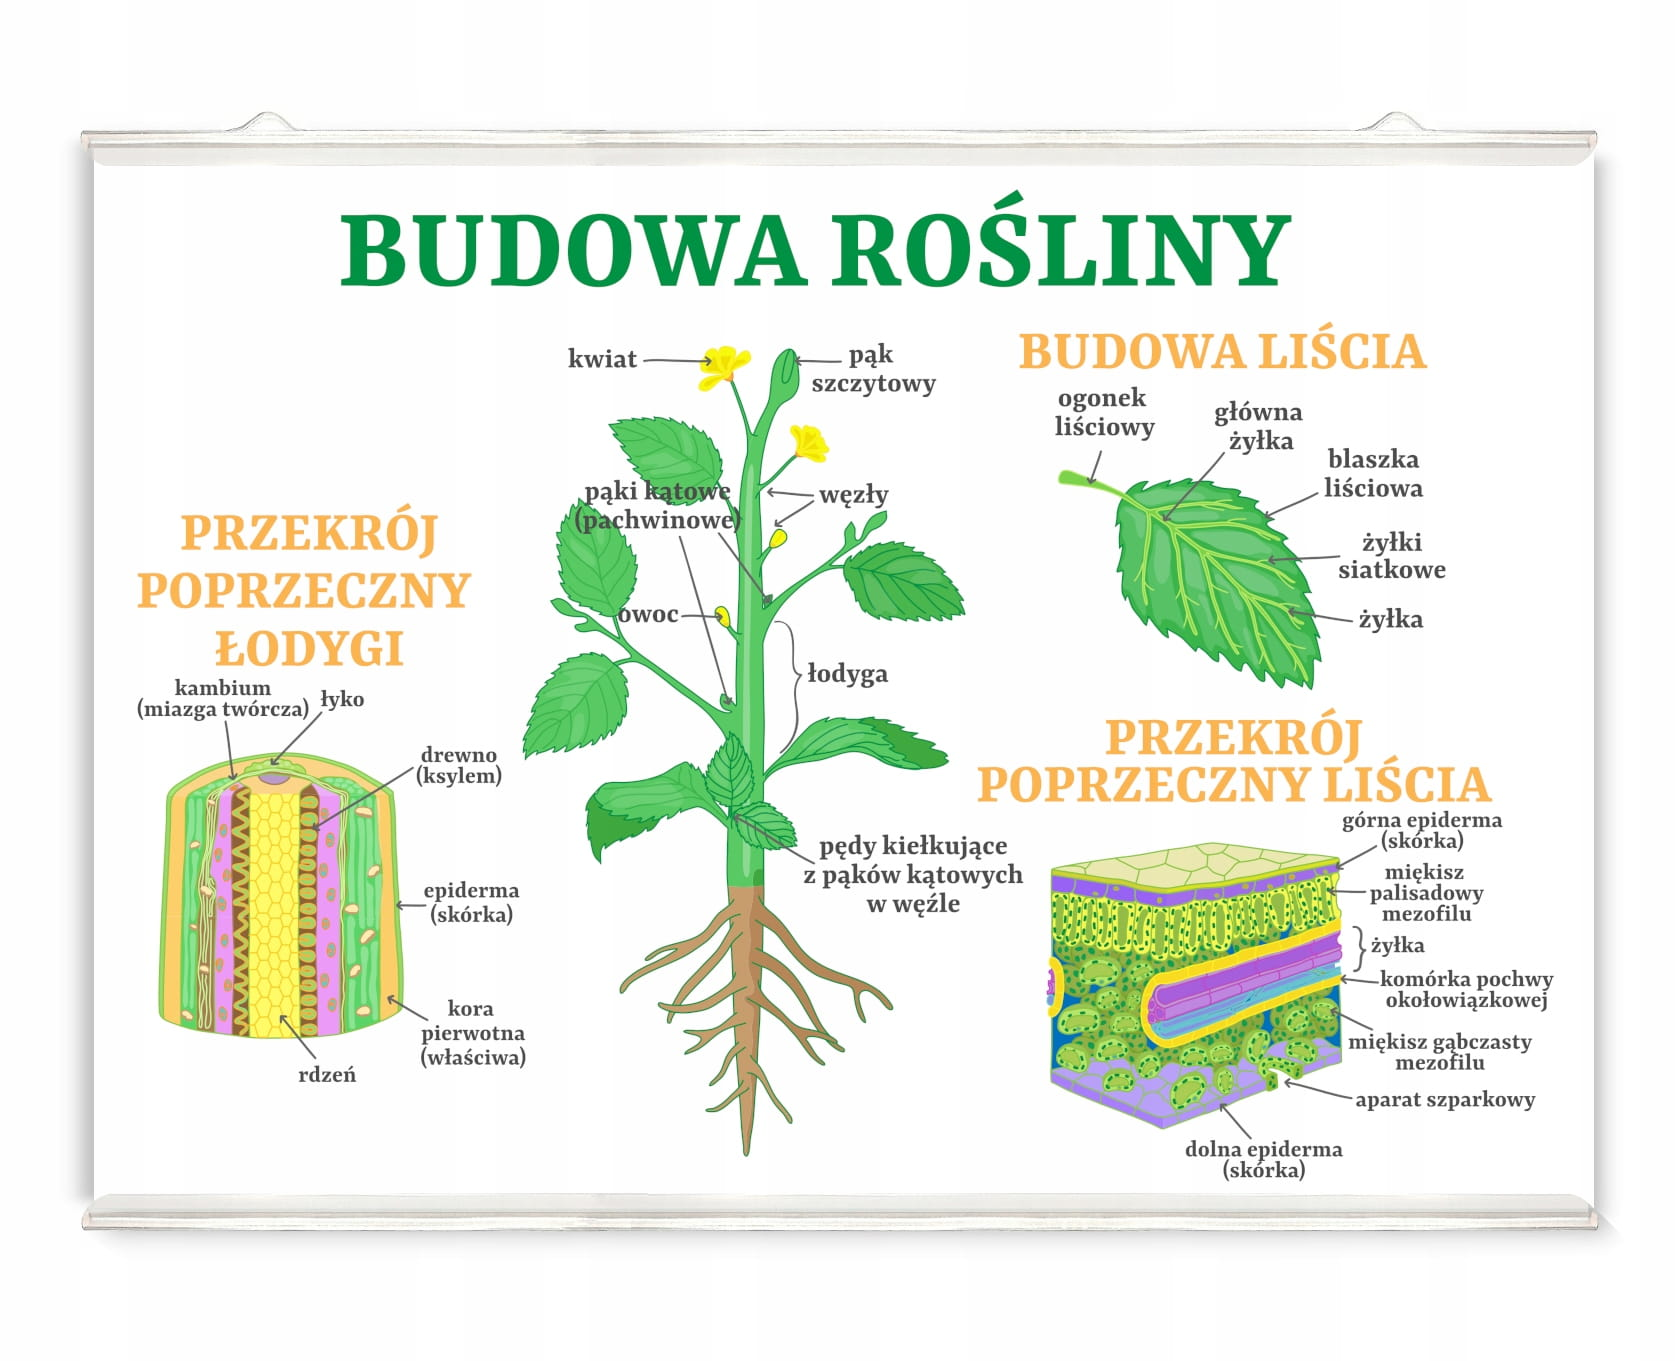 BUDOWA ROŚLINY
kwiat
pąk
szczytowy
pąki kątowe
(pachwinowe)
węzły
owoc
łodyga
pędy kiełkujące
z pąków kątowych
w węźle
PRZEKRÓJ
POPRZECZNY
ŁODYGI
kambium
(miazga twórcza)
łyko
drewno
(ksylem)
epiderma
(skórka)
kora
pierwotna
(właściwa)
rdzeń
BUDOWA LIŚCIA
ogonek
liściowy
główna
żyłka
blaszka
liściowa
żyłki
siatkowe
żyłka
PRZEKRÓJ
POPRZECZNY LIŚCIA
górna epiderma
(skórka)
miękisz
palisadowy
mezofilu
żyłka
komórka pochwy
okołowiązkowej
miękisz gąbczasty
mezofilu
aparat szparkowy
dolna epiderma
(skórka)